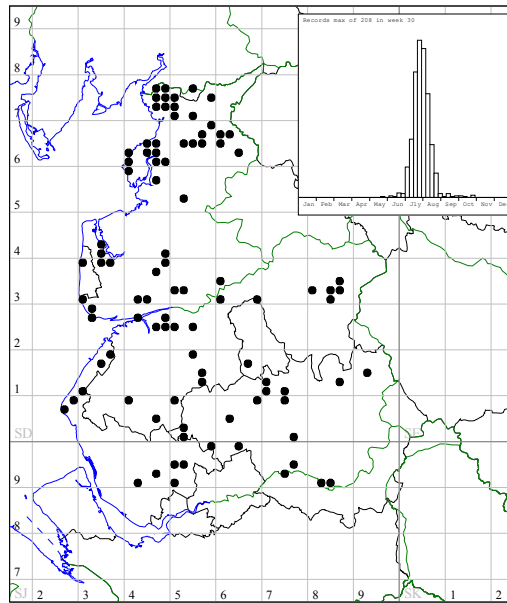 Records max of 208 in week 30
Jan Feb Mar Apr May Jun Jly Aug Sep Oct Nov De
9
8
7
6
5
4
3
2
1
SD
SE
9
8
7
SJ
2 3 4 5 6 7 8 9
SK
1 2